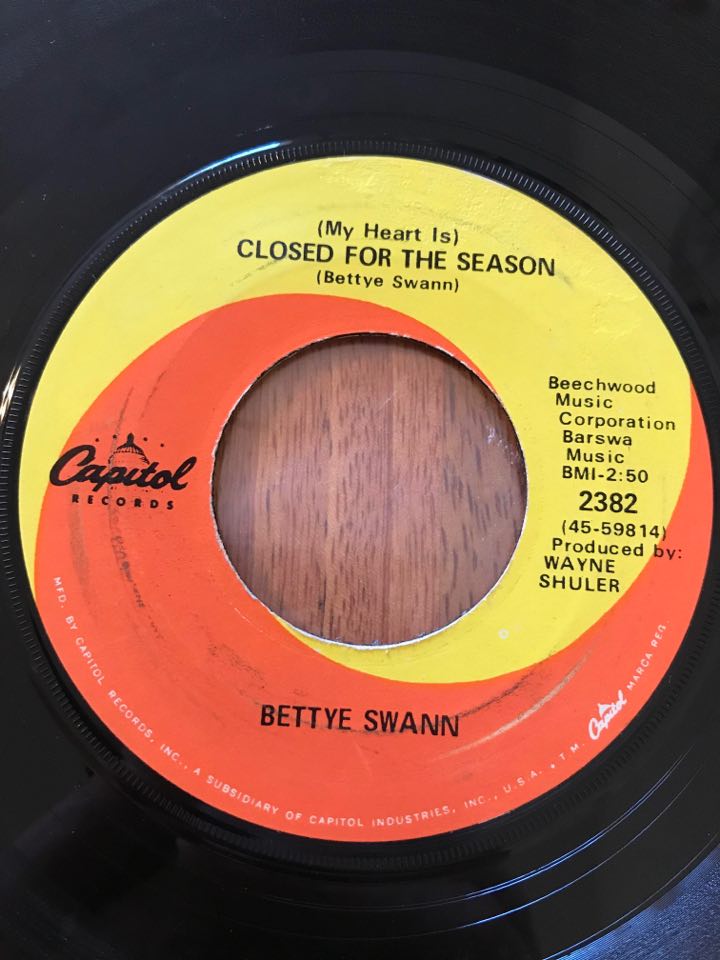 (My Heart Is)
CLOSED FOR THE SEASON
(Bettye Swann)
Beechwood
Music
Corporation
Barswa
Music
BMI-2:50
2382
(45-59814)
Produced by:
WAYNE
SHULER
Capitol
RECORDS
BETTYE SWANN
MFD. BY CAPITOL RECORDS, INC., A SUBSIDIARY OF CAPITOL INDUSTRIES, INC., U.S.A. • T.M. Capitol MARCA REG